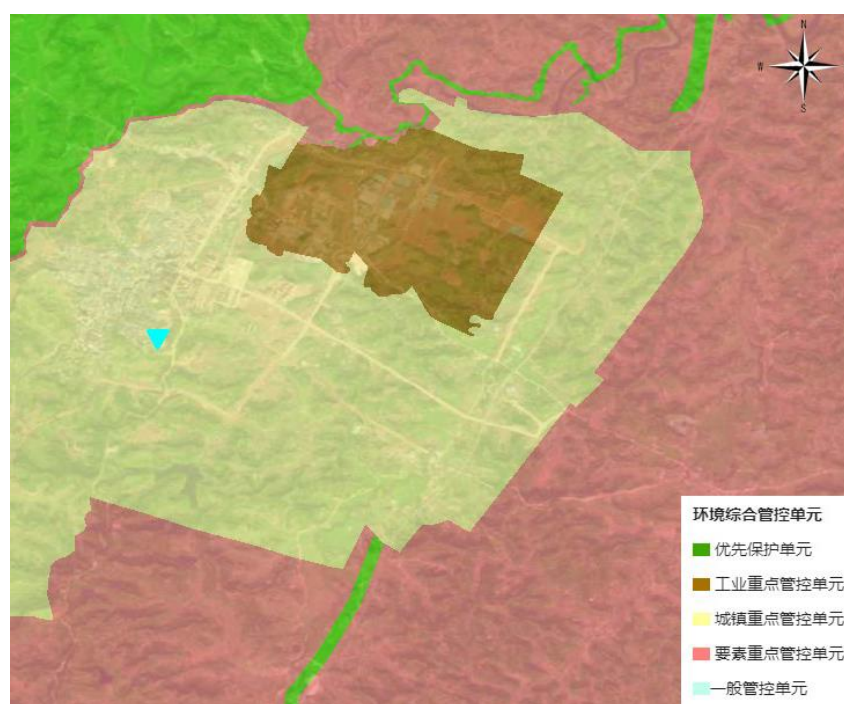 N
W
S
环境综合管控单元
优先保护单元
工业重点管控单元
城镇重点管控单元
要素重点管控单元
一般管控单元